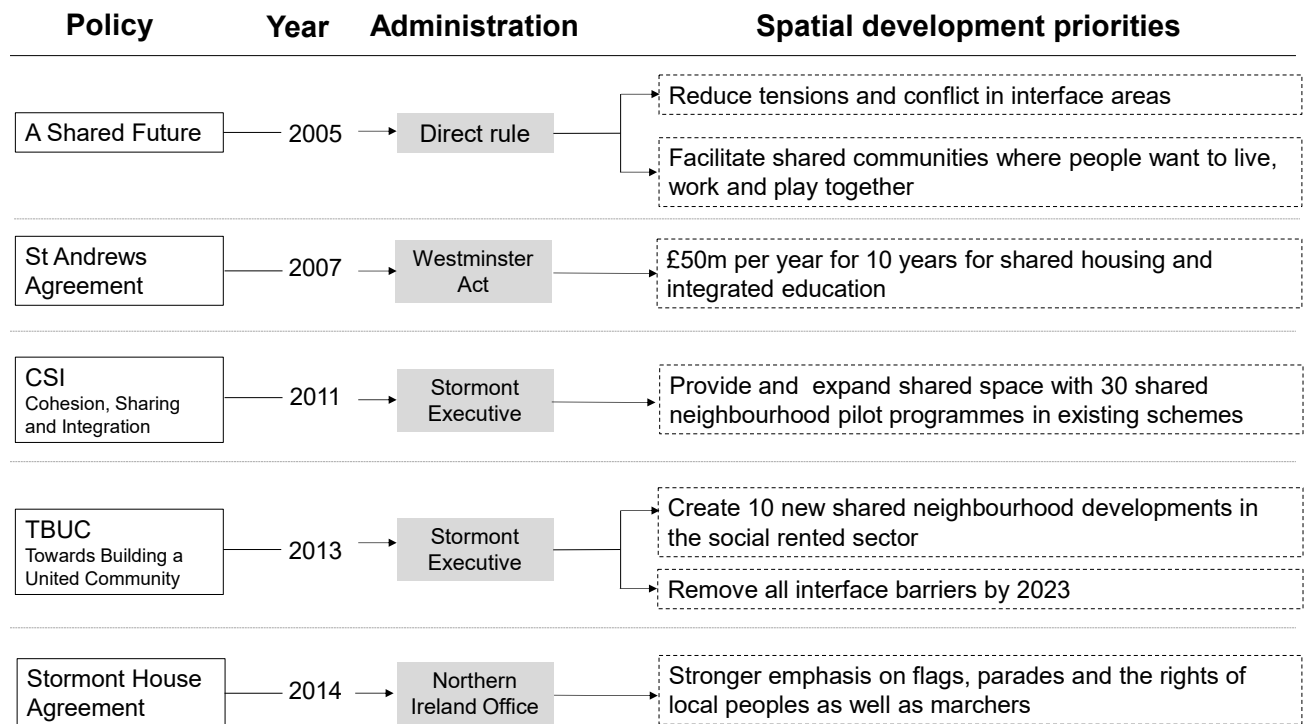 Policy Year Administration Spatial development priorities
Reduce tensions and conflict in interface areas
A Shared Future 2005 Direct rule
Facilitate shared communities where people want to live,
work and play together
St Andrews
Agreement
2007
Westminster
Act
£50m per year for 10 years for shared housing and
integrated education
CSI
Cohesion, Sharing
and Integration
2011
Stormont
Executive
Provide and expand shared space with 30 shared
neighbourhood pilot programmes in existing schemes
TBUC
Towards Building a
United Community
2013
Stormont
Executive
Create 10 new shared neighbourhood developments in
the social rented sector
Remove all interface barriers by 2023
Stormont House
Agreement
2014
Northern
Ireland Office
Stronger emphasis on flags, parades and the rights of
local peoples as well as marchers